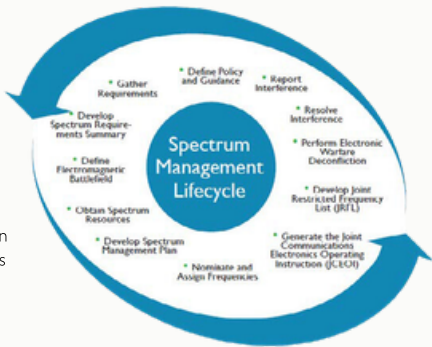 Spectrum
Management
Lifecycle
• Define Policy
and Guidance
• Report
Interference
• Resolve
Interference
• Perform Electronic
Warfare
Deconfliction
• Develop Joint
Restricted Frequency
List (JRFL)
• Generate the Joint
Communications
Electronics Operating
Instruction (JCEOI)
• Nominate and
Assign Frequencies
• Develop Spectrum
Management Plan
• Obtain Spectrum
Resources
• Define
Electromagnetic
Battlefield
• Develop
Spectrum Require-
ments Summary
• Gather
Requirements
n
s